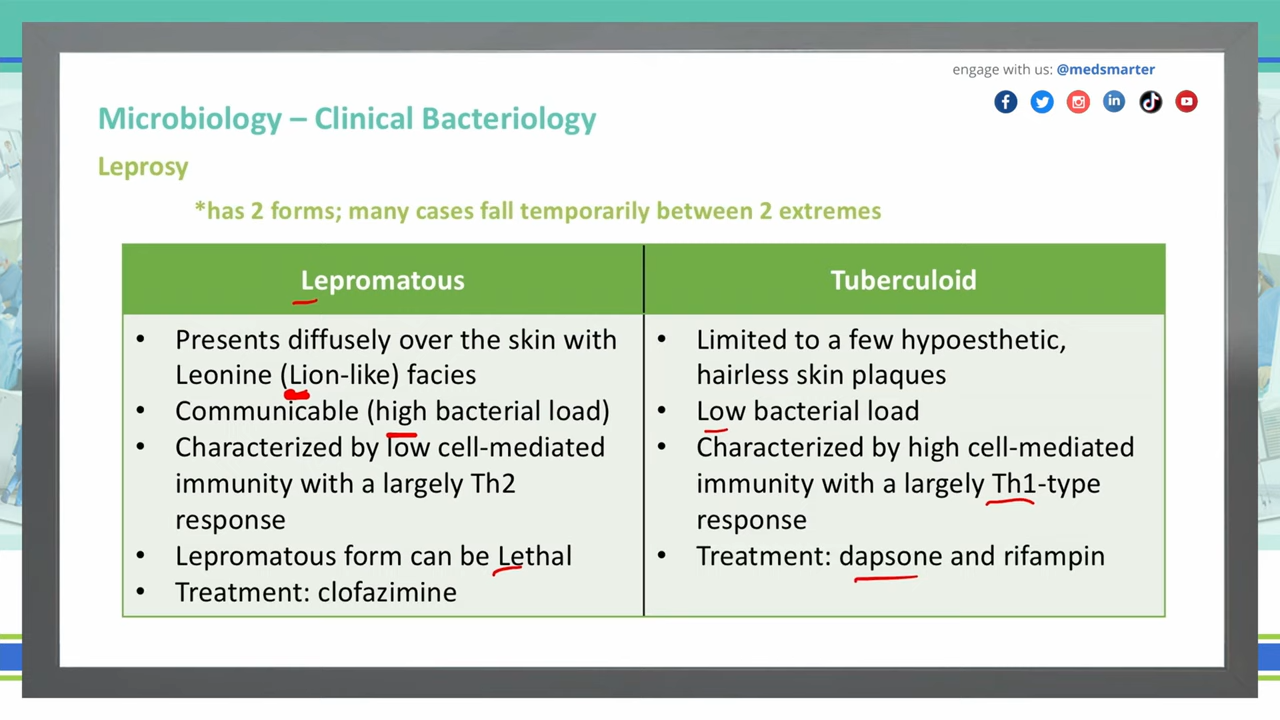 engage with us: @medsmarter
Microbiology – Clinical Bacteriology
Leprosy
*has 2 forms; many cases fall temporarily between 2 extremes
Lepromatous
• Presents diffusely over the skin with
Leonine (Lion-like) facies
• Communicable (high bacterial load)
• Characterized by low cell-mediated
immunity with a largely Th2
response
• Lepromatous form can be Lethal
• Treatment: clofazimine
Tuberculoid
• Limited to a few hypoesthetic,
hairless skin plaques
• Low bacterial load
• Characterized by high cell-mediated
immunity with a largely Th1-type
response
• Treatment: dapsone and rifampin